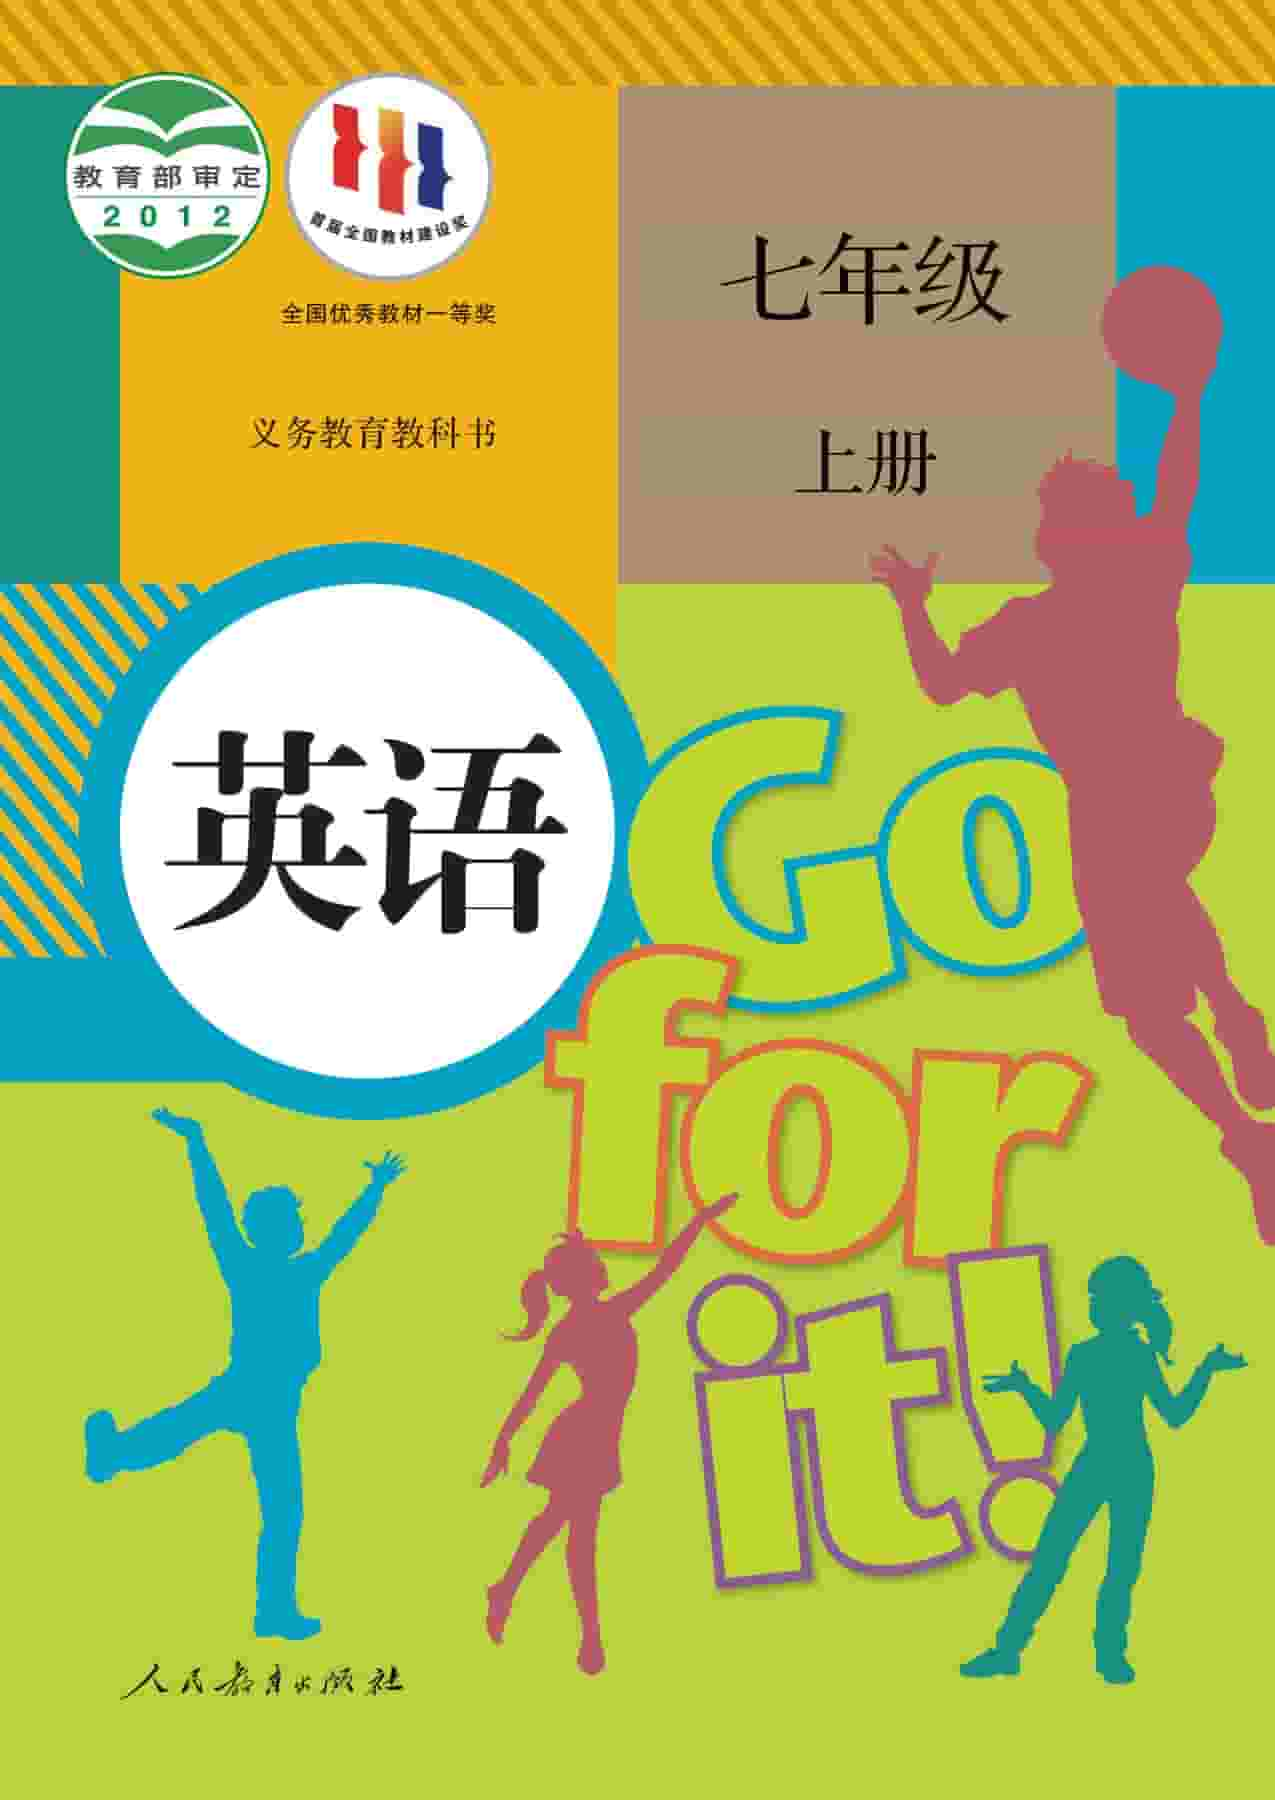 教育部审定
2012
首届全国教材建设奖
全国优秀教材一等奖
义务教育教科书
七年级
上册
英语
Go
for
it!
人民教育出版社